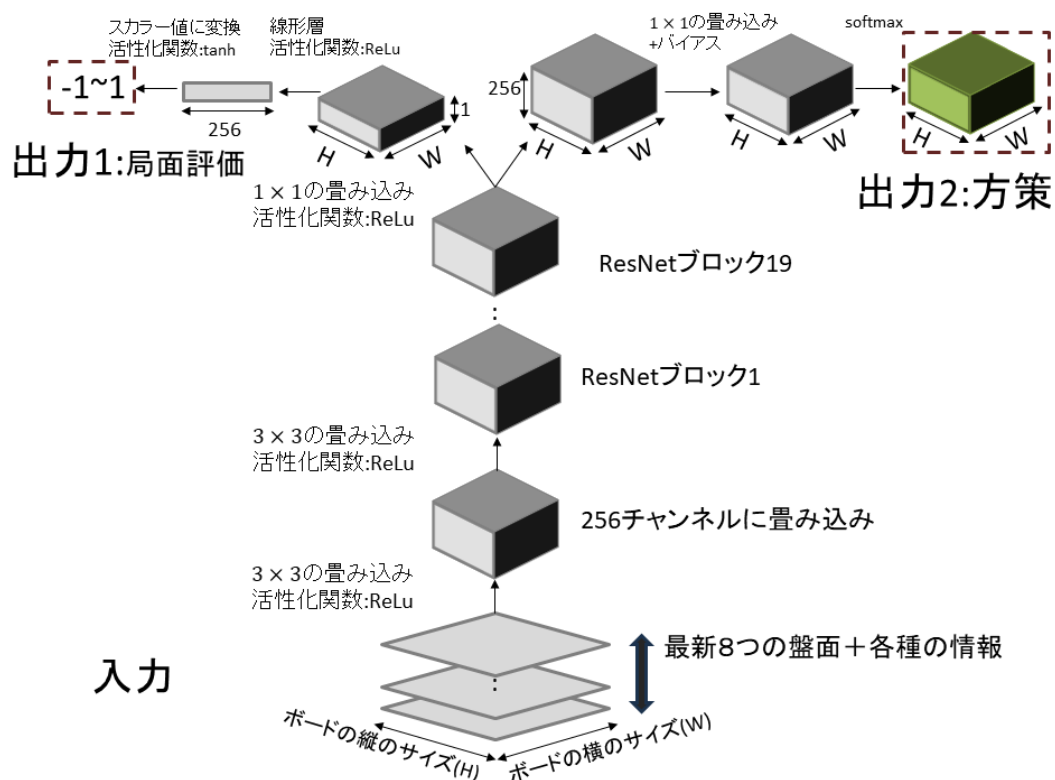 スカラー値に変換
活性化関数:tanh
線形層
活性化関数:ReLu
1×1の畳み込み
+バイアス
softmax
-1~1
256
1
H
W
256
H
W
H
W
H
W
出力1:局面評価
出力2:方策
1×1の畳み込み
活性化関数:ReLu
ResNetブロック19
:
ResNetブロック1
3×3の畳み込み
活性化関数:ReLu
256チャンネルに畳み込み
3×3の畳み込み
活性化関数:ReLu
入力
:
最新8つの盤面+各種の情報
ボードの縦のサイズ(H)
ボードの横のサイズ(W)